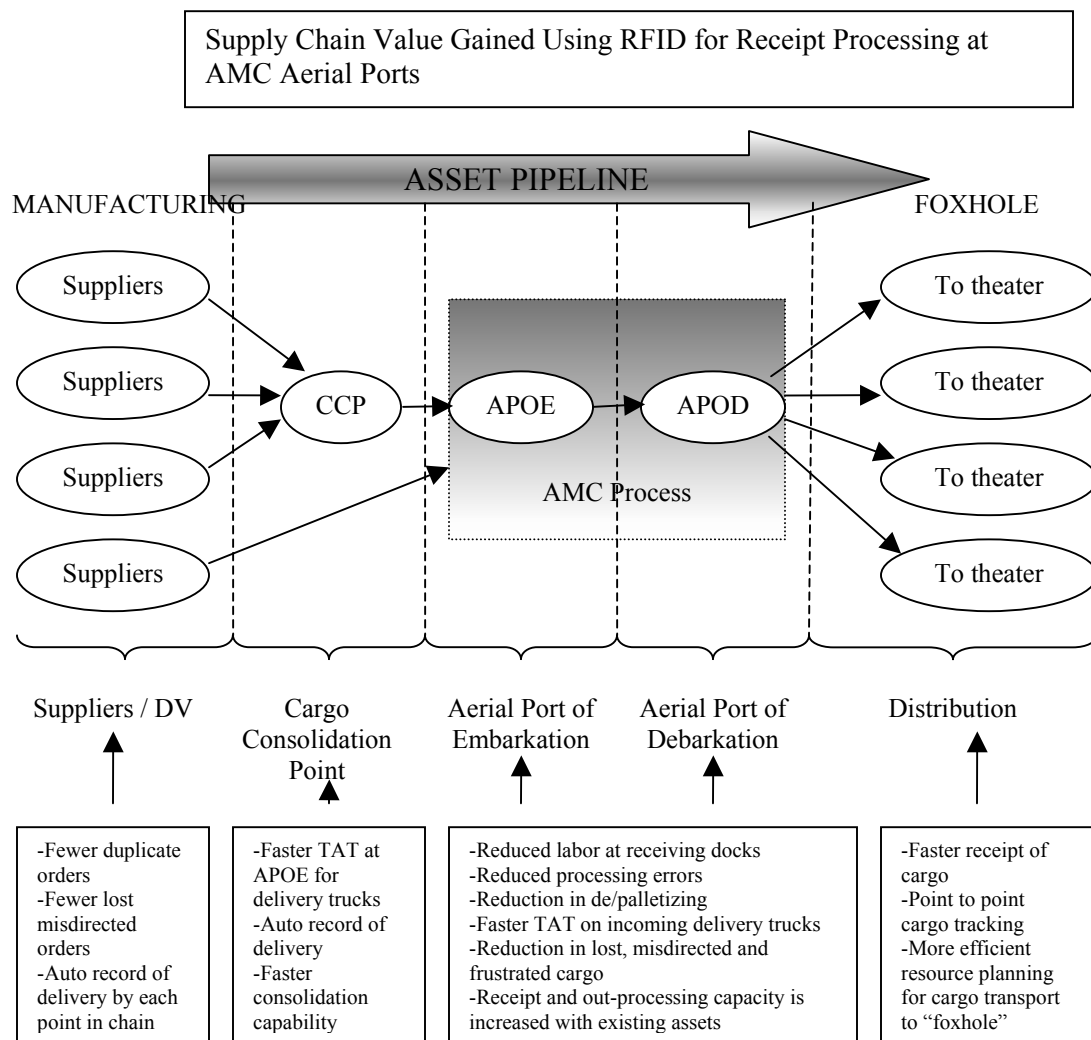 Supply Chain Value Gained Using RFID for Receipt Processing at
AMC Aerial Ports
ASSET PIPELINE
MANUFACTURING
FOXHOLE
Suppliers
To theater
Suppliers
To theater
CCP
APOE
APOD
Suppliers
To theater
AMC Process
Suppliers
To theater
Suppliers / DV
Cargo
Consolidation
Point
Aerial Port of
Embarkation
Aerial Port of
Debarkation
Distribution
-Fewer duplicate
orders
-Fewer lost
misdirected
orders
-Auto record of
delivery by each
point in chain
-Faster TAT at
APOE for
delivery trucks
-Auto record of
delivery
-Faster
consolidation
capability
-Reduced labor at receiving docks
-Reduced processing errors
-Reduction in de/palletizing
-Faster TAT on incoming delivery trucks
-Reduction in lost, misdirected and
frustrated cargo
-Receipt and out-processing capacity is
increased with existing assets
-Faster receipt of
cargo
-Point to point
cargo tracking
-More efficient
resource planning
for cargo transport
to “foxhole”